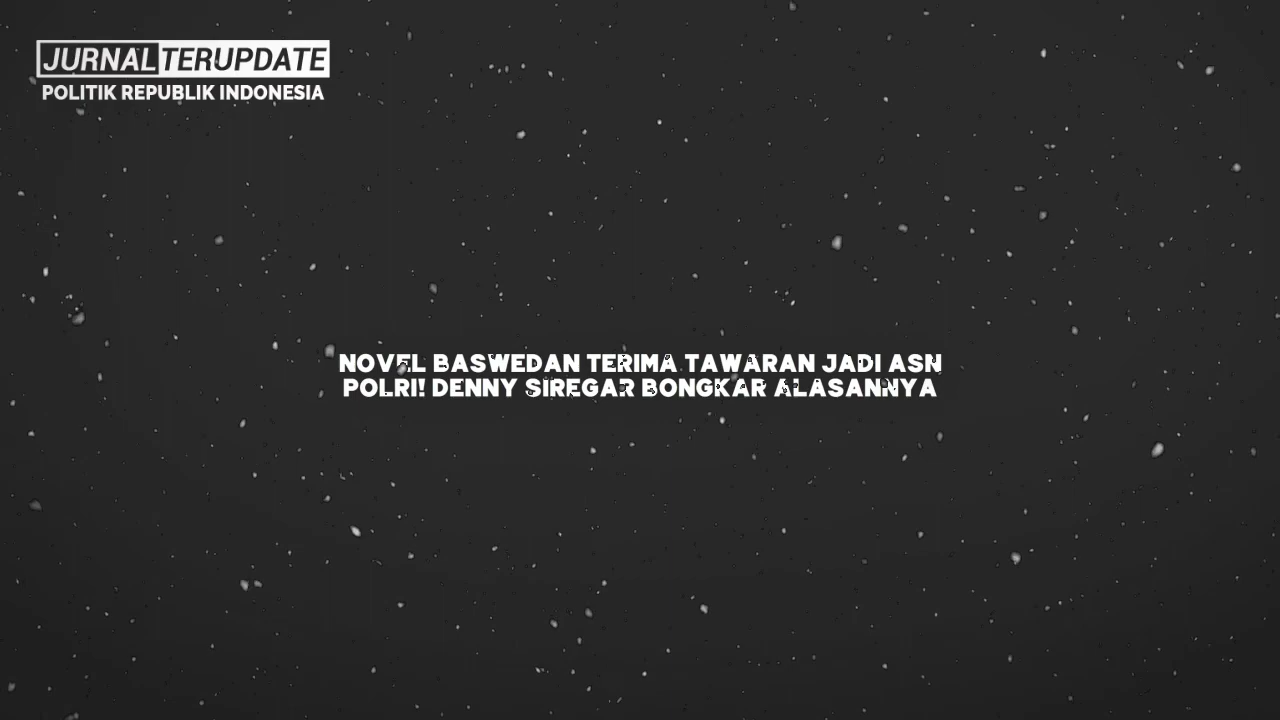 JURNALTERUPDATE
POLITIK REPUBLIK INDONESIA
NOVEL BASWEDAN TERIMA TAWARAN JADI ASN
POLRI! DENNY SIREGAR BONGKAR ALASANNYA